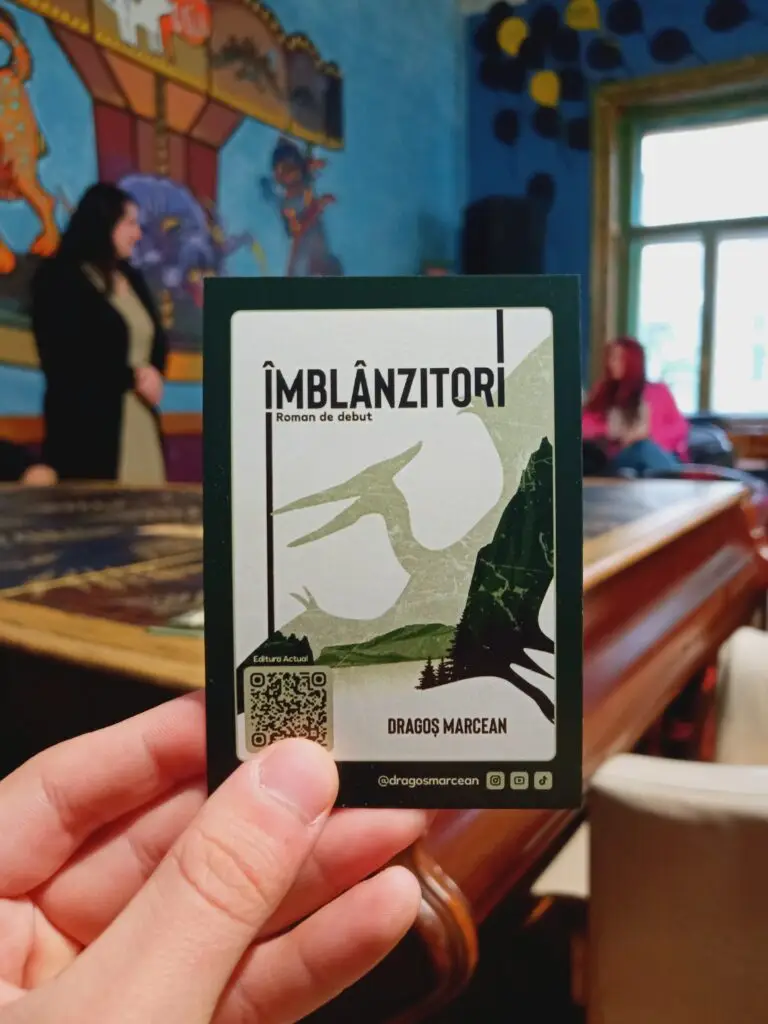 ÎMBLÂNZITORI
Roman de debut
Editura Actual
DRAGOȘ MARCEAN
@dragosmarcean